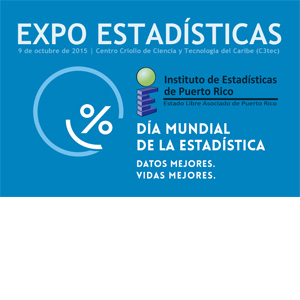 EXPO ESTADÍSTICAS
9 de octubre de 2015 | Centro Criollo de Ciencia y Tecnología del Caribe (C3tec)
Instituto de Estadísticas
de Puerto Rico
Estado Libre Asociado de Puerto Rico
%
DÍA MUNDIAL
DE LA ESTADÍSTICA
DATOS MEJORES.
VIDAS MEJORES.